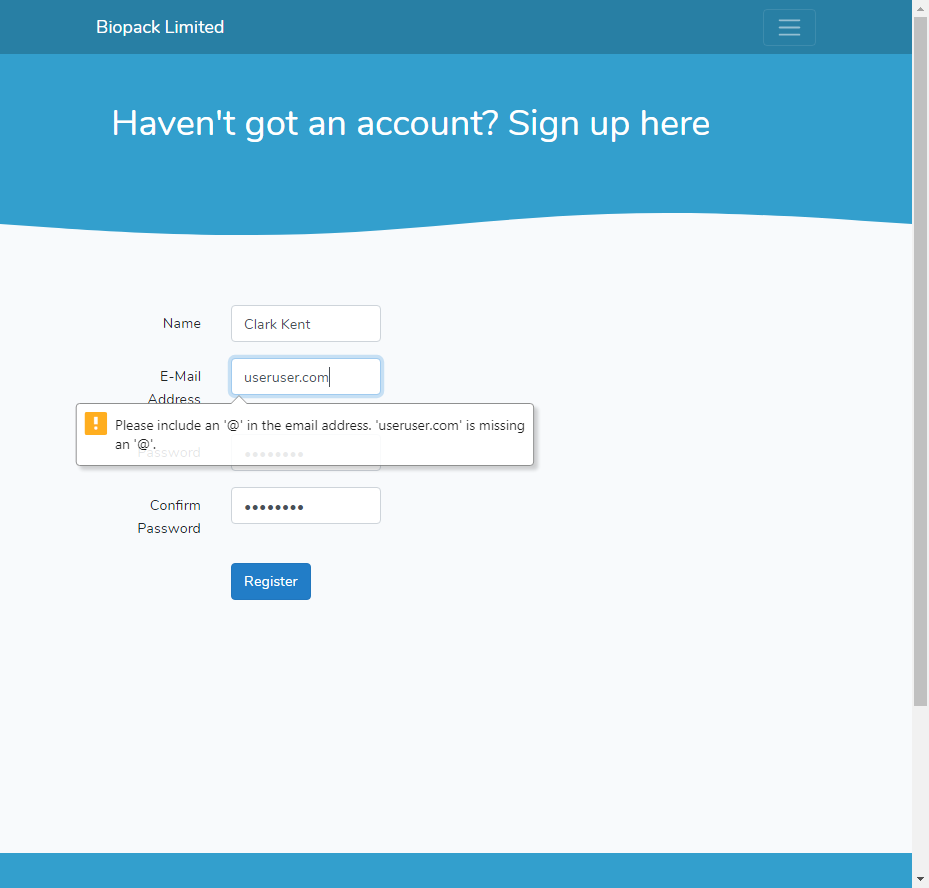 Biopack Limited
Haven't got an account? Sign up here
Name
Clark Kent
E-Mail
Address
useruser.com
Please include an '@' in the email address. 'useruser.com' is missing
an '@'.
Password
••••••••
Confirm
Password
••••••••
Register